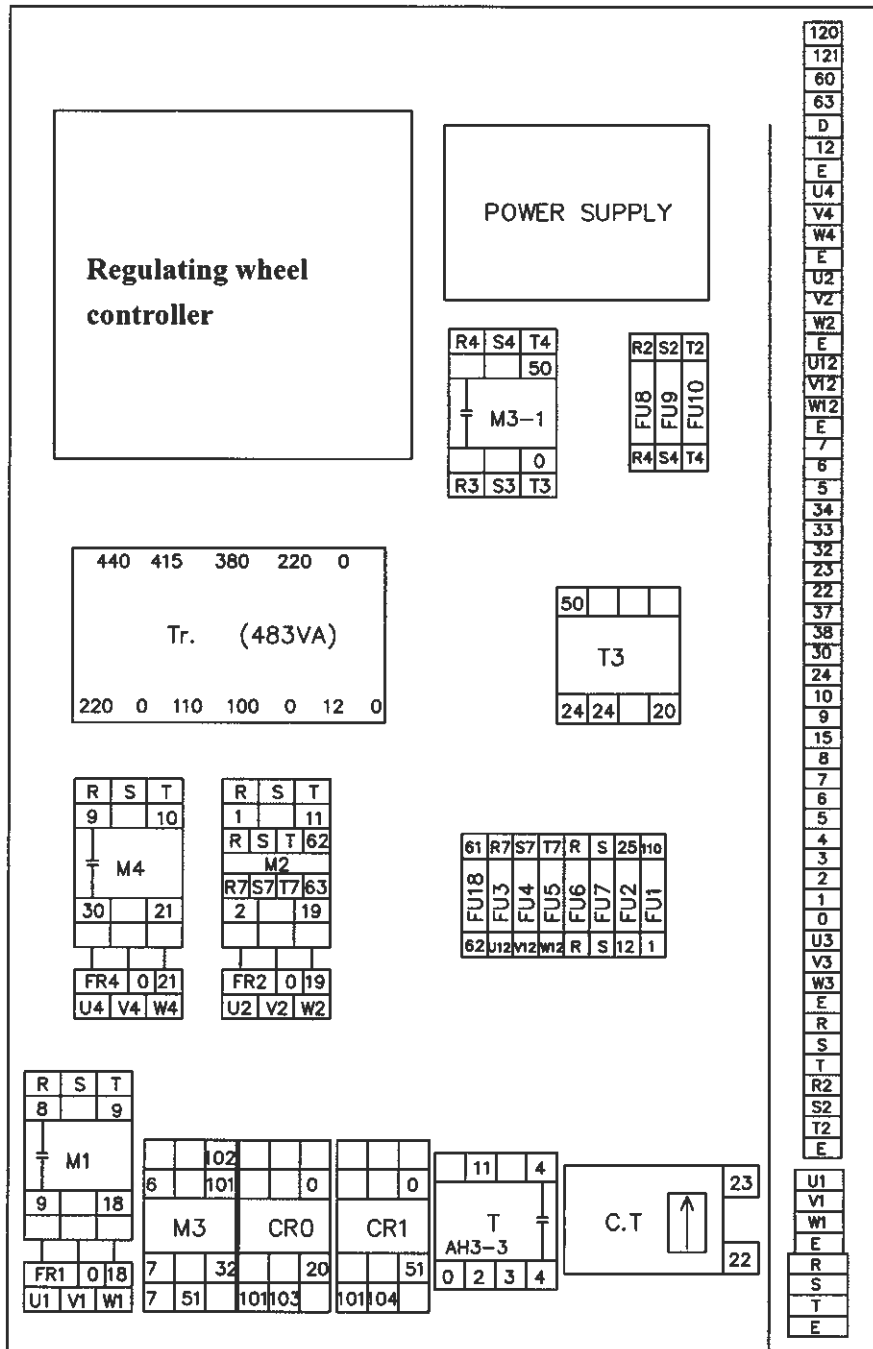 Regulating wheel
controller
POWER SUPPLY
R4 S4 T4
50
M3-1
0
R3 S3 T3
R2 S2 T2
FU8 FU9 FU10
R4 S4 T4
440 415 380 220 0
Tr. (483VA)
220 0 110 100 0 12 0
50
T3
24 24 20
R S T
9 10
M4
30 21
FR4 0 21
U4 V4 W4
R S T
1 11
R S T 62
M2
R7 S7 T7 63
2 19
FR2 0 19
U2 V2 W2
61 R7 S7 T7 R S 25 110
FU18 FU3 FU4 FU5 FU6 FU7 FU2 FU1
62 U12 V12 W12 R S 12 1
R S T
8 9
M1
9 18
FR1 0 18
U1 V1 W1
102
6 101
M3
7 32
7 51
0
CR0
20
101 103
0
CR1
51
101 104
11 4
T
AH3-3
0 2 3 4
C.T
23
22
120
121
60
63
D
12
E
U4
V4
W4
E
U2
V2
W2
E
U12
V12
W12
E
7
6
5
34
33
32
23
22
37
38
30
24
10
9
15
8
7
6
5
4
3
2
1
0
U3
V3
W3
E
R
S
T
R2
S2
T2
E
U1
V1
W1
E
R
S
T
E